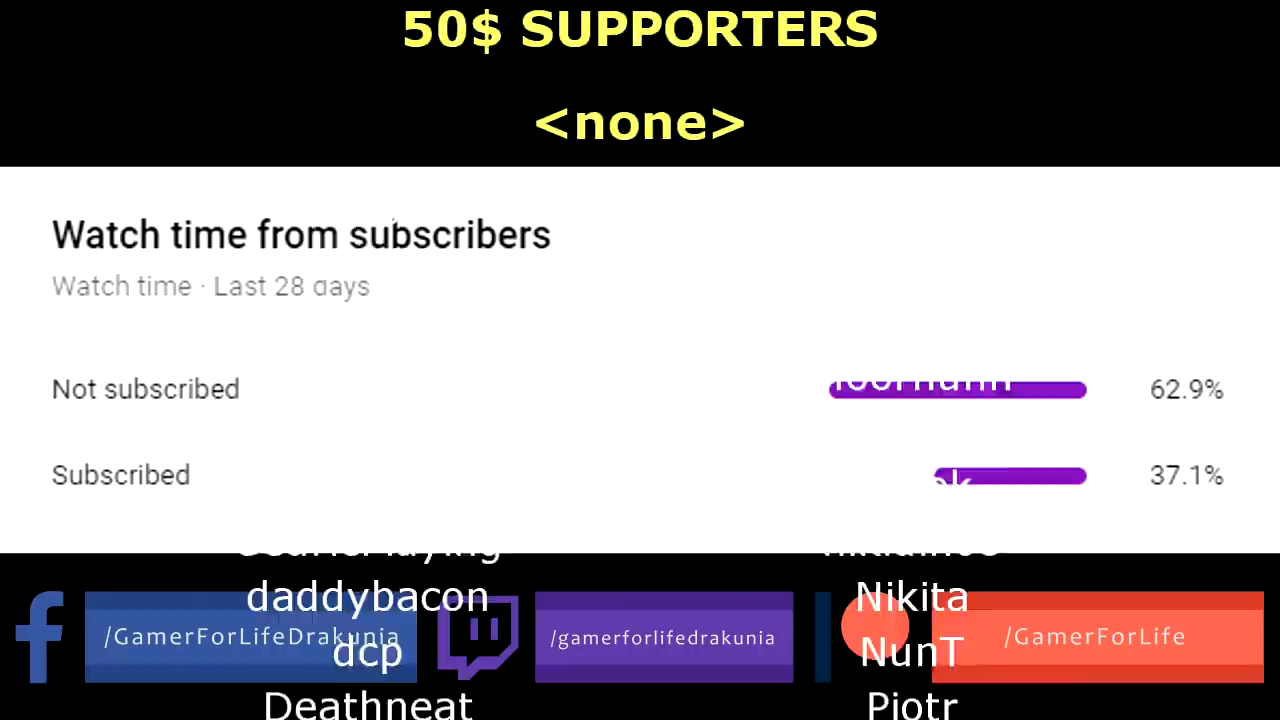 50$ SUPPORTERS
<none>
Watch time from subscribers
Watch time · Last 28 days
Not subscribed 62.9%
Subscribed 37.1%
daddybacon Nikita
/GamerForLifeDrakunia /gamerforlifedrakunia /GamerForLife
dcp NunT
Deathneat Piotr